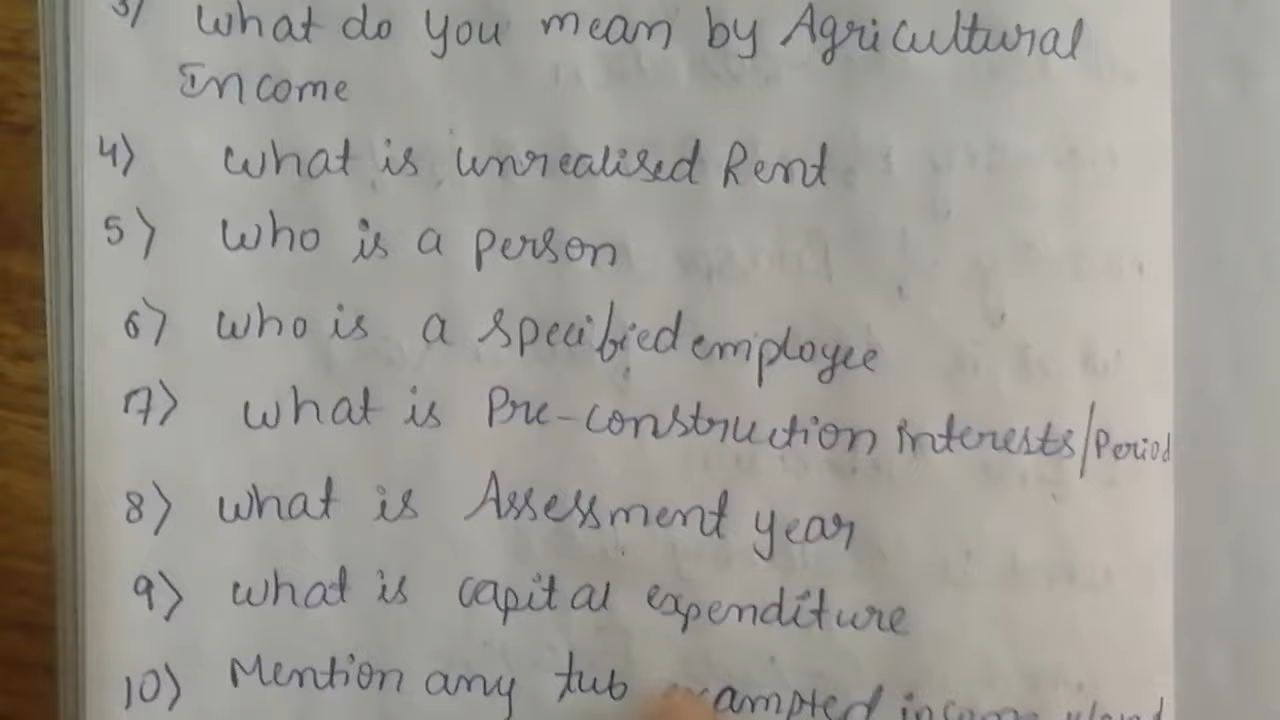 3) What do you mean by Agricultural
Income
4) What is unrealised Rent
5) Who is a person
6) who is a specified employee
7) what is Pre-construction interests/Period
8) what is Assessment year
9) what is capital expenditure
10) Mention any income